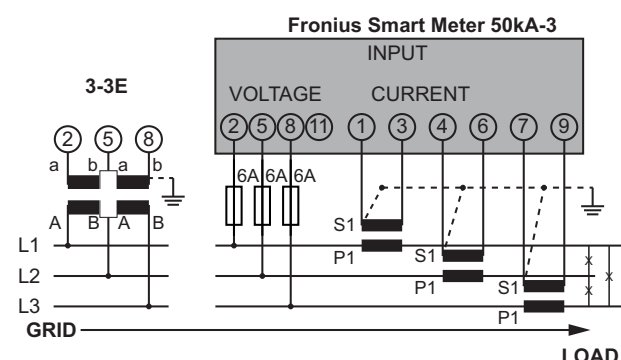 Fronius Smart Meter 50kA-3
INPUT
3-3E
VOLTAGE CURRENT
2 5 8 11 1 3 4 6 7 9
2 5 8
a b a b
6A 6A 6A
A B A B
S1
L1
P1 S1
L2
P1 S1
L3
P1
GRID
LOAD